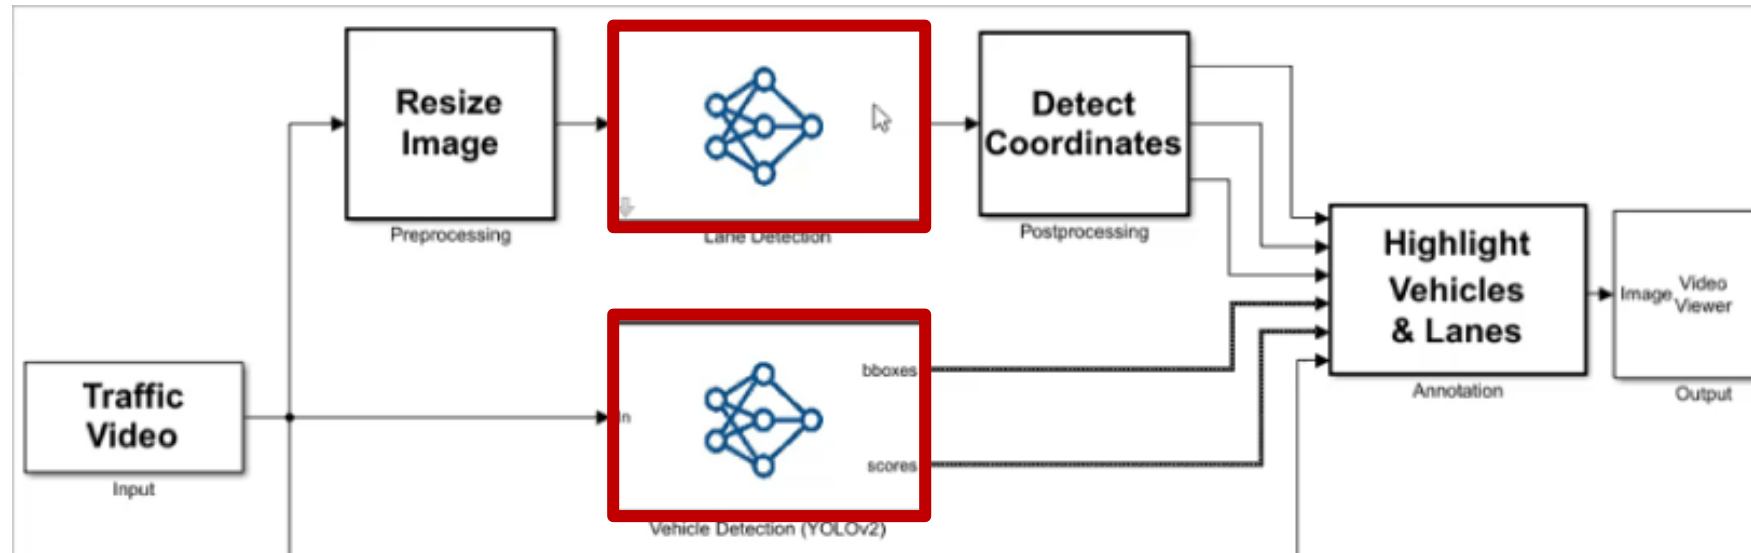 Resize
Image
Preprocessing
Lane Detection
Detect
Coordinates
Postprocessing
Traffic
Video
Input
In
bboxes
scores
Vehicle Detection (YOLOv2)
Highlight
Vehicles
& Lanes
Annotation
Image
Video
Viewer
Output